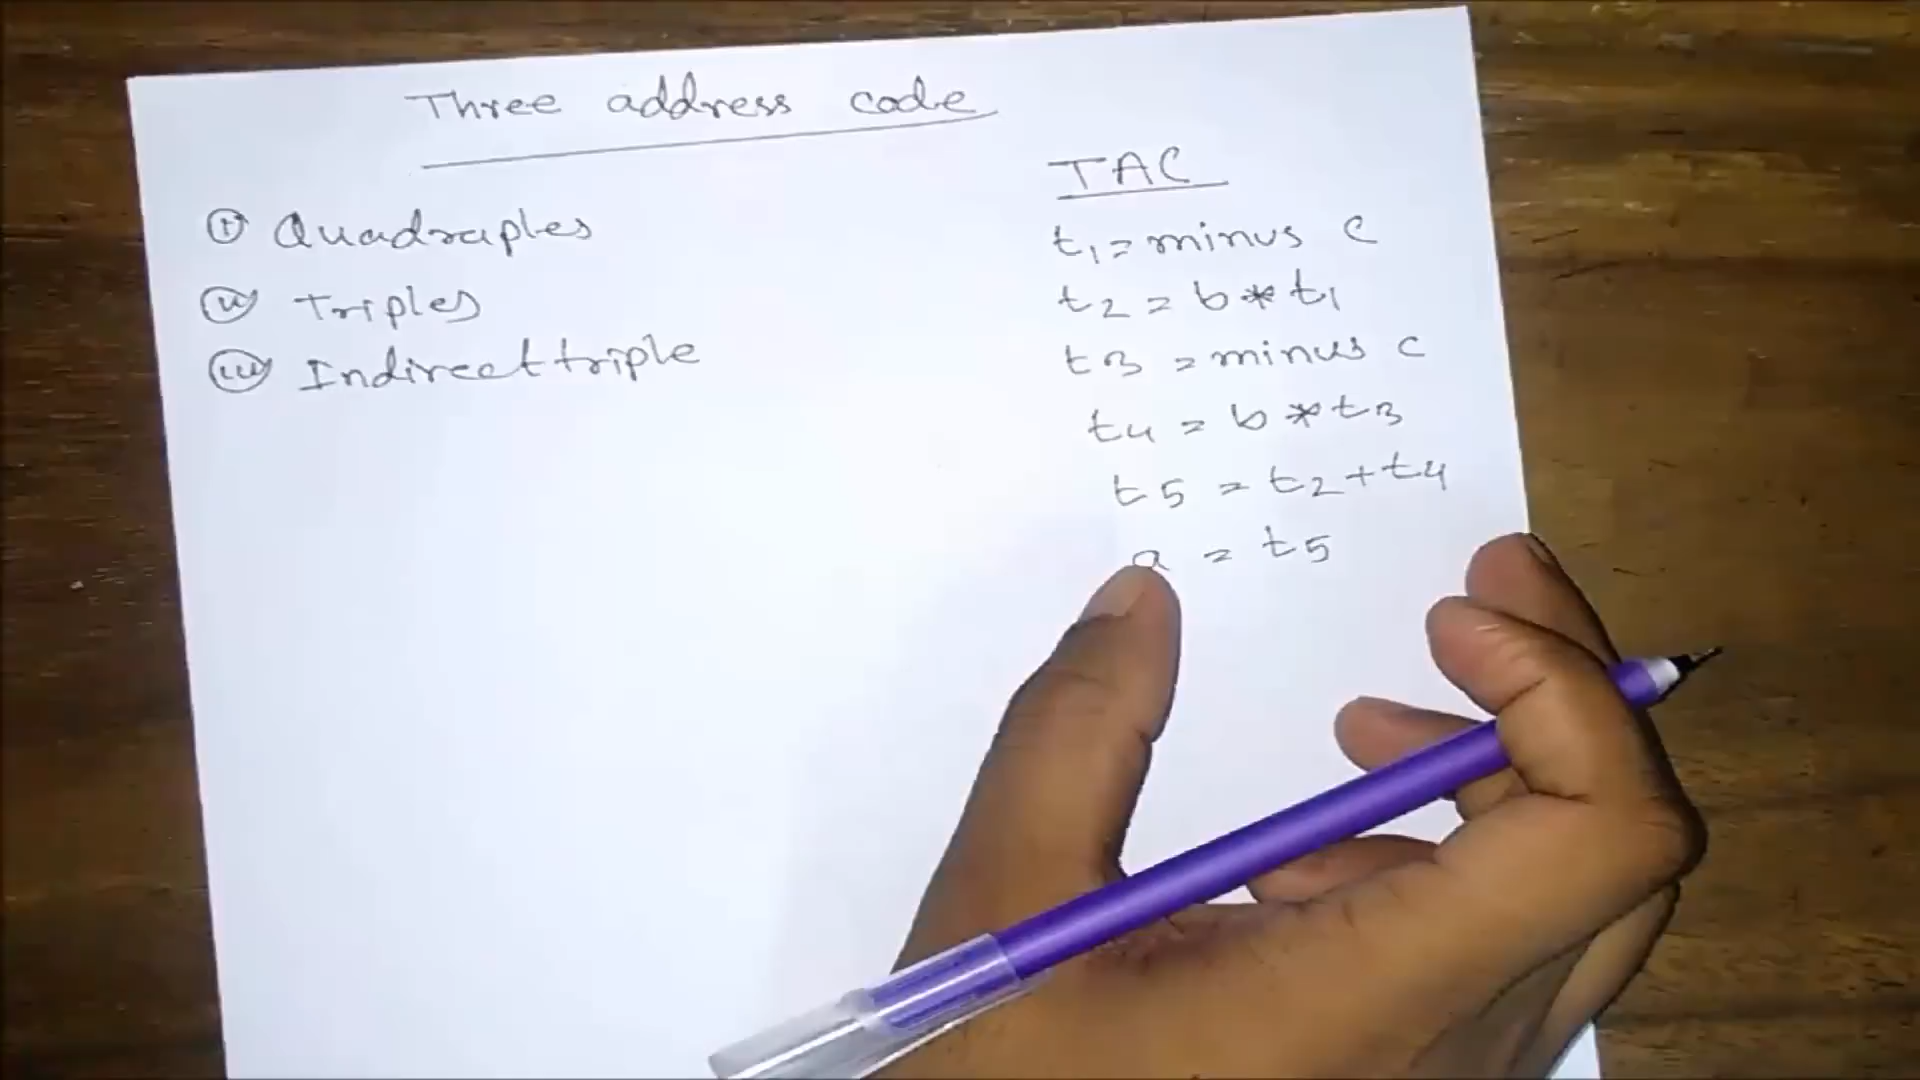 Three address code
① Quadraples
② Triples
③ Indirect triple
TAC
t1 = minus c
t2 = b * t1
t3 = minus c
t4 = b * t3
t5 = t2 + t4
a = t5